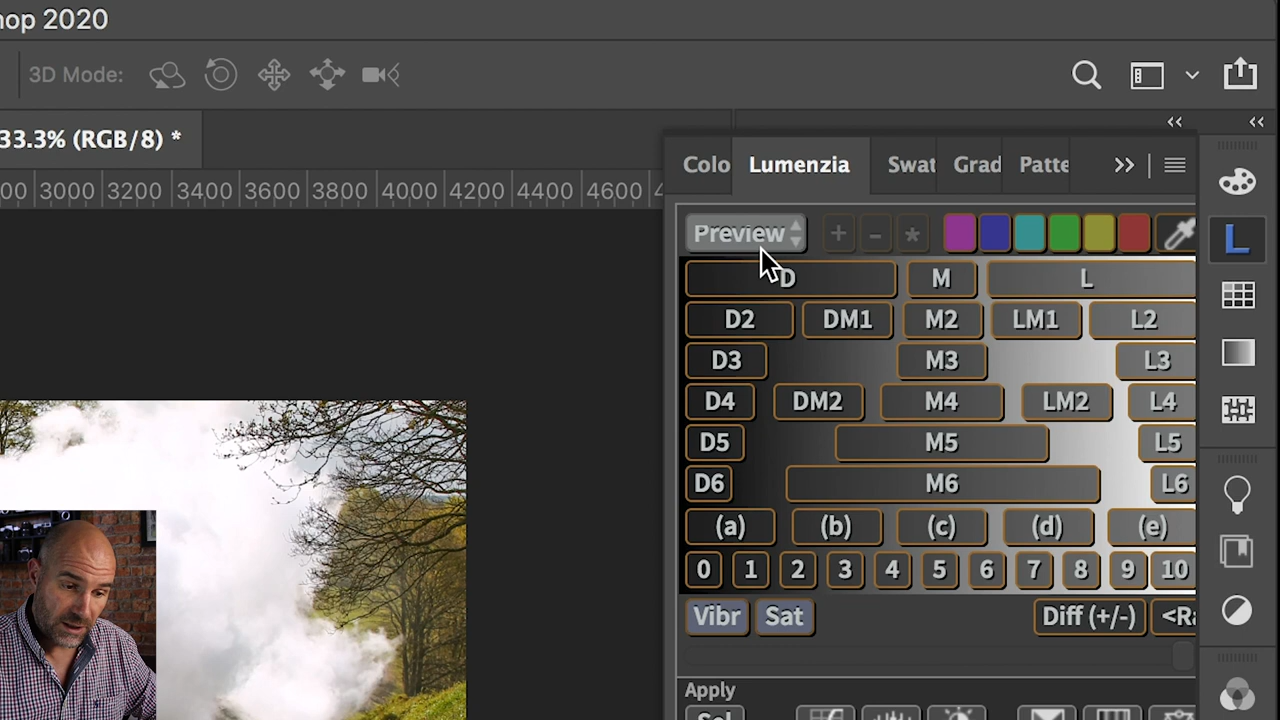 hop 2020
3D Mode:
33.3% (RGB/8) *
00 3000 3200 3400 3600 3800 4000 4200 4400 4600 4
Colo Lumenzia Swat Grad Patte
Preview + - *
D M L
D2 DM1 M2 LM1 L2
D3 M3 L3
D4 DM2 M4 LM2 L4
D5 M5 L5
D6 M6 L6
(a) (b) (c) (d) (e)
0 1 2 3 4 5 6 7 8 9 10
Vibr Sat Diff (+/-) <Ra
Apply
Sel